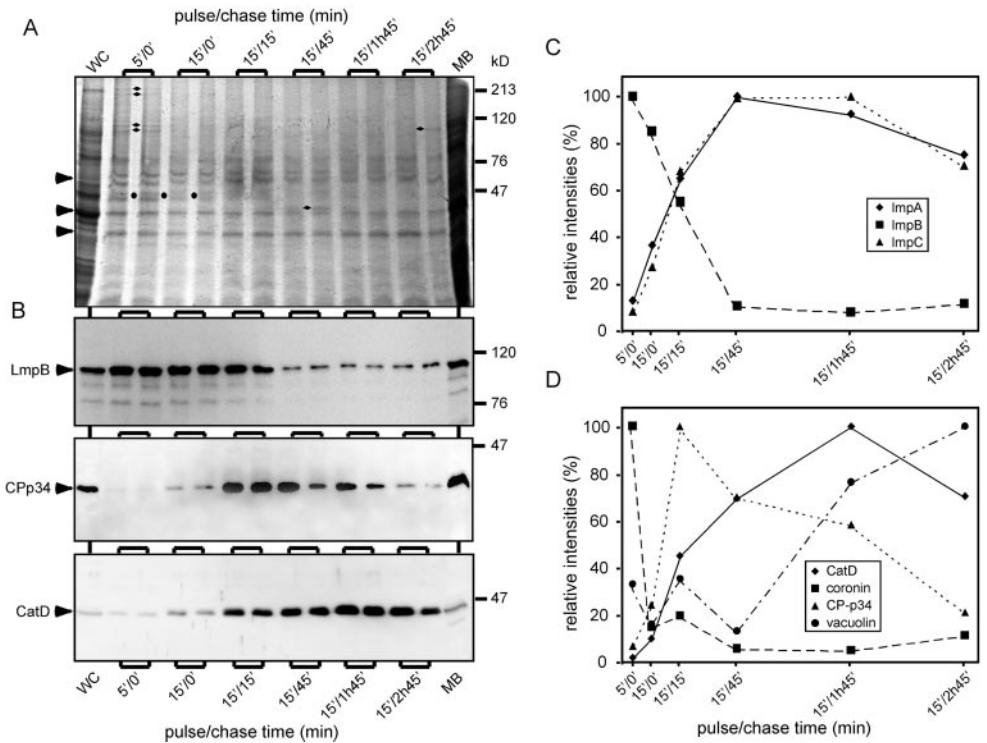 A
pulse/chase time (min)
WC
5'/0'
15'/0'
15'/15'
15'/45'
15'/1h45'
15'/2h45'
MB
kD
213
120
76
47
B
LmpB
120
76
CPp34
47
CatD
47
WC
5'/0'
15'/0'
15'/15'
15'/45'
15'/1h45'
15'/2h45'
MB
pulse/chase time (min)
C
relative intensities (%)
100
80
60
40
20
0
lmpA
lmpB
lmpC
5'/0'
15'/0'
15'/15'
15'/45'
15'/1h45'
15'/2h45'
D
relative intensities (%)
100
80
60
40
20
0
CatD
coronin
CP-p34
vacuolin
5'/0'
15'/0'
15'/15'
15'/45'
15'/1h45'
15'/2h45'
pulse/chase time (min)